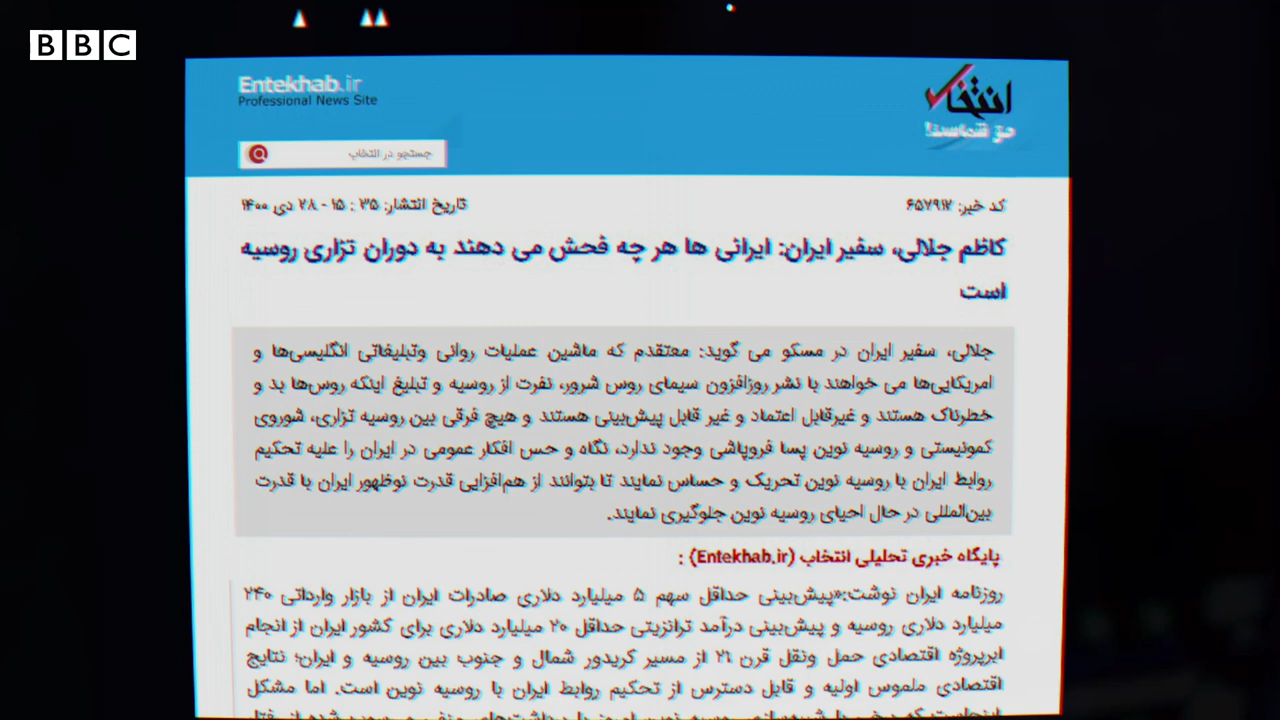 BBC
Entekhab.ir
Professional News Site
انتخاب
حق شماست!
جستجو در انتخاب
کد خبر: ۶۵۷۹۱۲
تاریخ انتشار: ۳۵ : ۱۵ - ۲۸ دی ۱۴۰۰
کاظم جلالی، سفیر ایران: ایرانی ها هر چه فحش می دهند به دوران تزاری روسیه
است
جلالی، سفیر ایران در مسکو می گوید: معتقدم که ماشین عملیات روانی وتبلیغاتی انگلیسی‌ها و
امریکایی‌ها می خواهند با نشر روزافزون سیمای روس شرور، نفرت از روسیه و تبلیغ اینکه روس‌ها بد و
خطرناک هستند و غیرقابل اعتماد و غیر قابل پیش‌بینی هستند و هیچ فرقی بین روسیه تزاری، شوروی
کمونیستی و روسیه نوین پسا فروپاشی وجود ندارد، نگاه و حس افکار عمومی در ایران را علیه تحکیم
روابط ایران با روسیه نوین تحریک و حساس نمایند تا بتوانند از هم‌افزایی قدرت نوظهور ایران با قدرت
بین‌المللی در حال احیای روسیه نوین جلوگیری نمایند.
پایگاه خبری تحلیلی انتخاب (Entekhab.ir) :
روزنامه ایران نوشت:«پیش‌بینی حداقل سهم ۵ میلیارد دلاری صادرات ایران از بازار وارداتی ۲۴۰
میلیارد دلاری روسیه و پیش‌بینی درآمد ترانزیتی حداقل ۲۰ میلیارد دلاری برای کشور ایران از انجام
ابرپروژه اقتصادی حمل ونقل قرن ۲۱ از مسیر کریدور شمال و جنوب بین روسیه و ایران؛ نتایج
اقتصادی ملموس اولیه و قابل دسترس از تحکیم روابط ایران با روسیه نوین است. اما مشکل